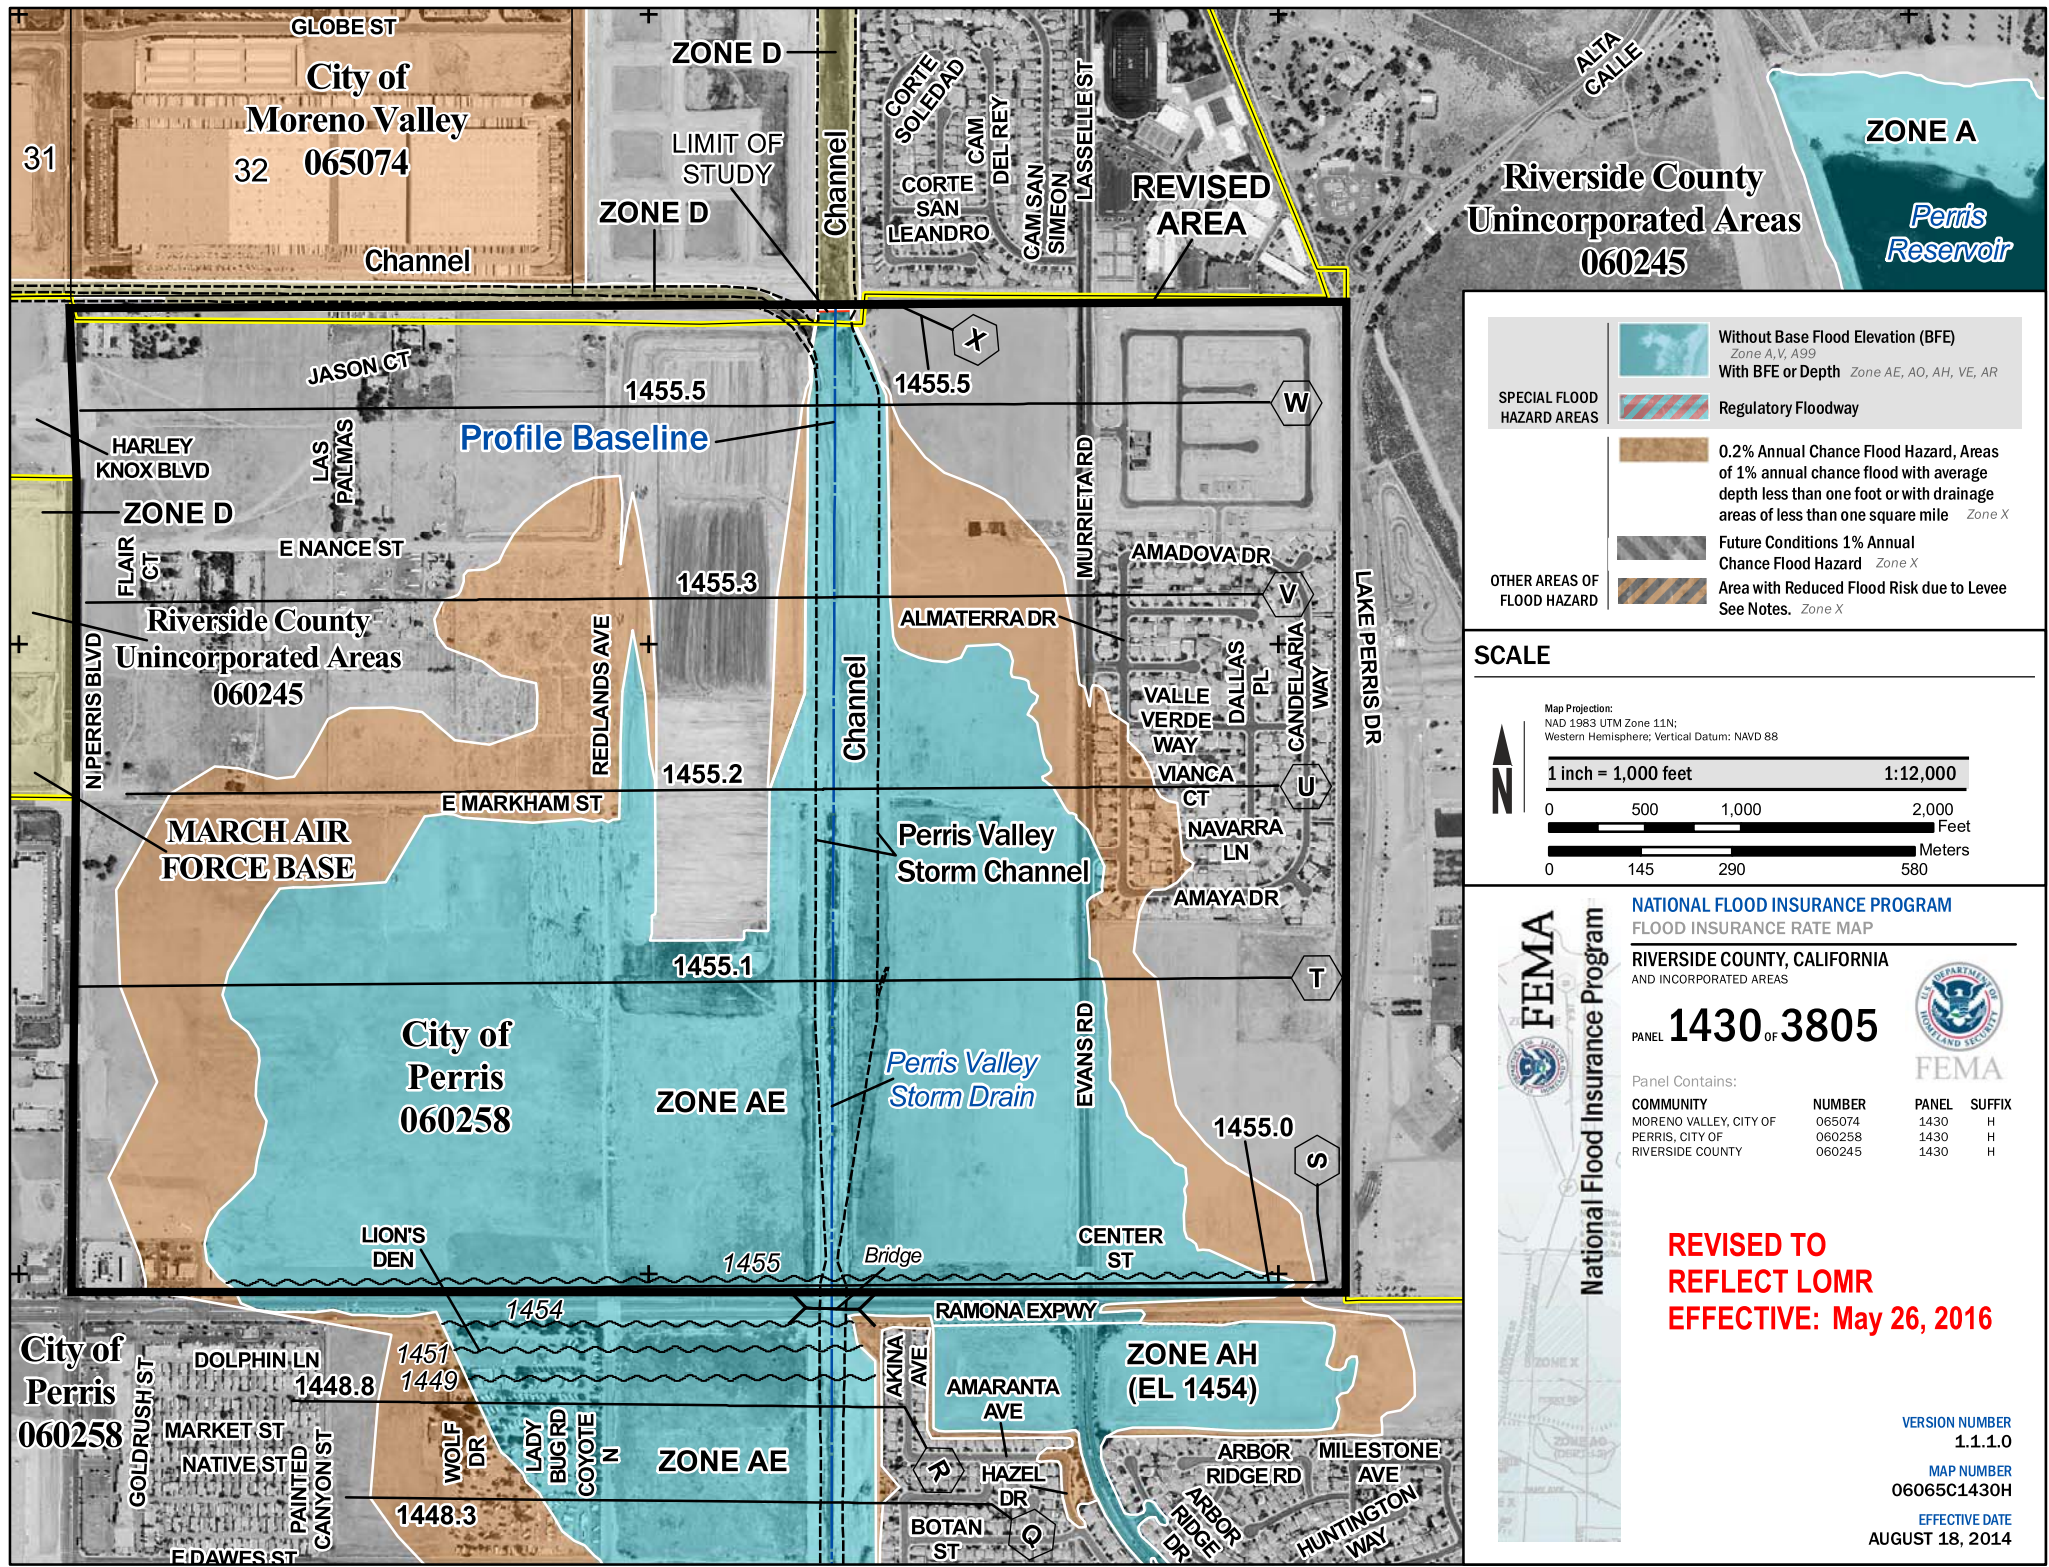 GLOBE ST
City of
Moreno Valley
065074
31
32
Channel
ZONE D
LIMIT OF
STUDY
ZONE D
Channel
CORTE
SOLEDAD
CAM
DEL REY
CORTE
SAN
LEANDRO
CAM SAN
SIMEON
LASSELLE ST
REVISED
AREA
ALTA
CALLE
Riverside County
Unincorporated Areas
060245
ZONE A
Perris
Reservoir
JASON CT
1455.5
1455.5
X
W
Profile Baseline
HARLEY
KNOX BLVD
LAS
PALMAS
ZONE D
FLAIR
CT
E NANCE ST
MURRIETA RD
AMADOVA DR
1455.3
V
Riverside County
Unincorporated Areas
060245
N PERRIS BLVD
REDLANDS AVE
ALMATERRA DR
Channel
VALLE
VERDE
WAY
DALLAS
PL
CANDELARIA
WAY
LAKE PERRIS DR
1455.2
VIANCA
CT
U
E MARKHAM ST
MARCH AIR
FORCE BASE
Perris Valley
Storm Channel
NAVARRA
LN
AMAYA DR
1455.1
T
City of
Perris
060258
ZONE AE
Perris Valley
Storm Drain
EVANS RD
1455.0
S
LION'S
DEN
1455
Bridge
CENTER
ST
1454
RAMONA EXPWY
City of
Perris
060258
GOLDRUSH ST
DOLPHIN LN
1448.8
1451
1449
AKINA
AVE
AMARANTA
AVE
ZONE AH
(EL 1454)
MARKET ST
NATIVE ST
PAINTED
CANYON ST
WOLF
DR
LADY
BUG RD
COYOTE
N
ZONE AE
R
HAZEL
DR
ARBOR
RIDGE RD
MILESTONE
AVE
1448.3
Q
BOTAN
ST
ARBOR
RIDGE
DR
HUNTINGTON
WAY
E DAWES ST
SPECIAL FLOOD
HAZARD AREAS
Without Base Flood Elevation (BFE)
Zone A,V, A99
With BFE or Depth Zone AE, AO, AH, VE, AR
Regulatory Floodway
0.2% Annual Chance Flood Hazard, Areas
of 1% annual chance flood with average
depth less than one foot or with drainage
areas of less than one square mile Zone X
Future Conditions 1% Annual
Chance Flood Hazard Zone X
OTHER AREAS OF
FLOOD HAZARD
Area with Reduced Flood Risk due to Levee
See Notes. Zone X
SCALE
N
Map Projection:
NAD 1983 UTM Zone 11N;
Western Hemisphere; Vertical Datum: NAVD 88
1 inch = 1,000 feet 1:12,000
0 500 1,000 2,000
Feet
Meters
0 145 290 580
FEMA
National Flood Insurance Program
NATIONAL FLOOD INSURANCE PROGRAM
FLOOD INSURANCE RATE MAP
RIVERSIDE COUNTY, CALIFORNIA
AND INCORPORATED AREAS
PANEL 1430 OF 3805
U.S. DEPARTMENT OF HOMELAND SECURITY
FEMA
Panel Contains:
COMMUNITY NUMBER PANEL SUFFIX
MORENO VALLEY, CITY OF 065074 1430 H
PERRIS, CITY OF 060258 1430 H
RIVERSIDE COUNTY 060245 1430 H
REVISED TO
REFLECT LOMR
EFFECTIVE: May 26, 2016
VERSION NUMBER
1.1.1.0
MAP NUMBER
06065C1430H
EFFECTIVE DATE
AUGUST 18, 2014